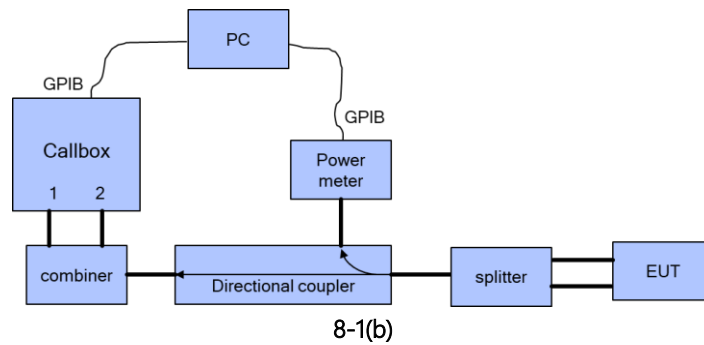 PC
GPIB
GPIB
Callbox
1 2
Power
meter
combiner
Directional coupler
splitter
EUT
8-1(b)